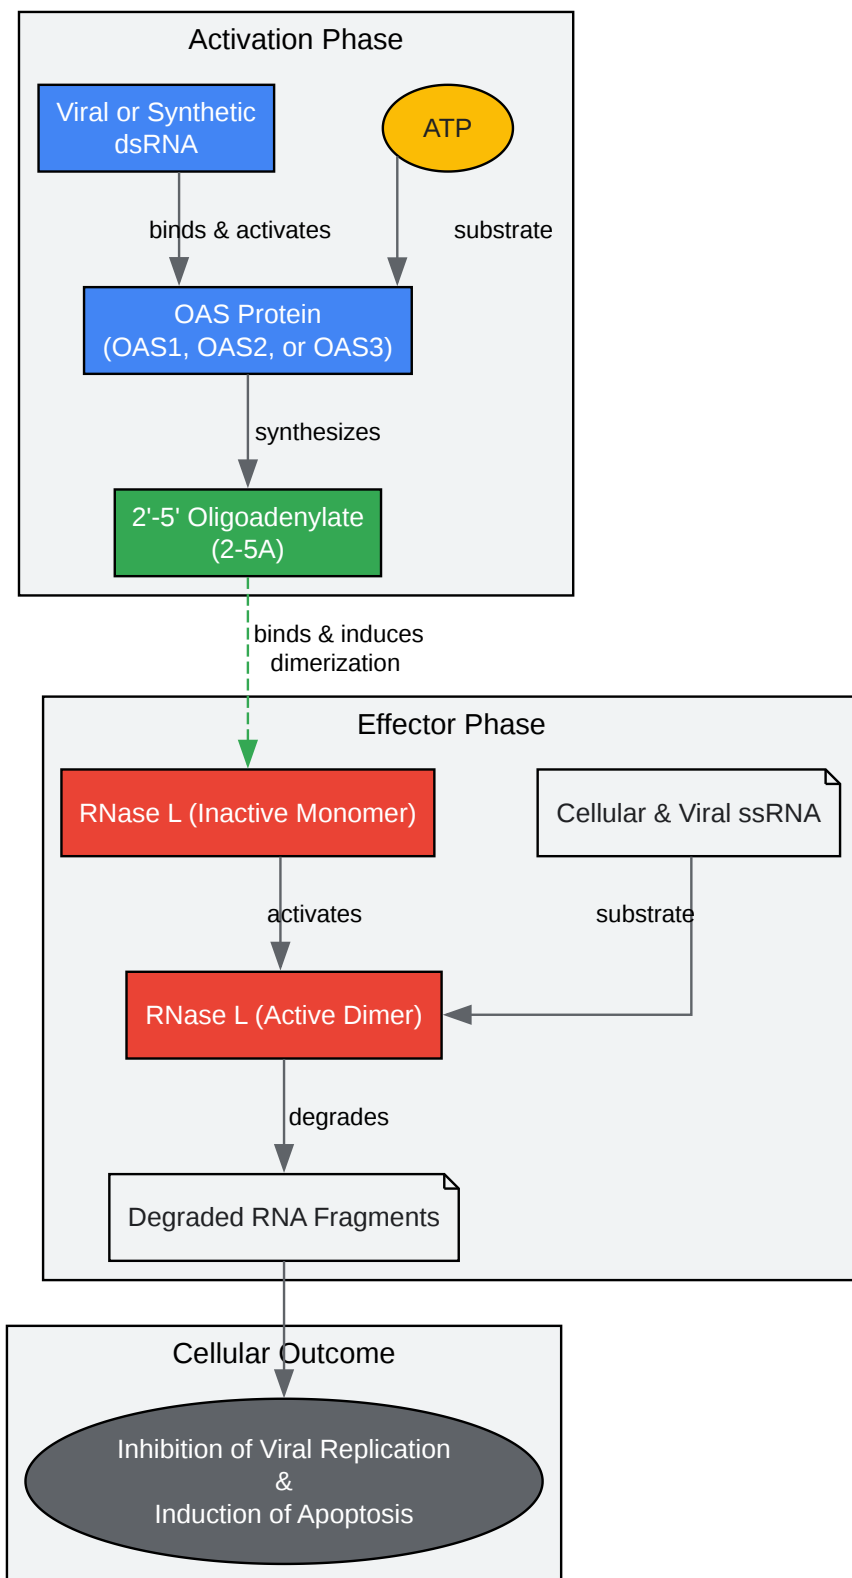 Activation Phase
Viral or Synthetic
dsRNA
ATP
binds & activates
substrate
OAS Protein
(OAS1, OAS2, or OAS3)
synthesizes
2'-5' Oligoadenylate
(2-5A)
binds & induces
dimerization
Effector Phase
RNase L (Inactive Monomer)
Cellular & Viral ssRNA
activates
substrate
RNase L (Active Dimer)
degrades
Degraded RNA Fragments
Cellular Outcome
Inhibition of Viral Replication
&
Induction of Apoptosis